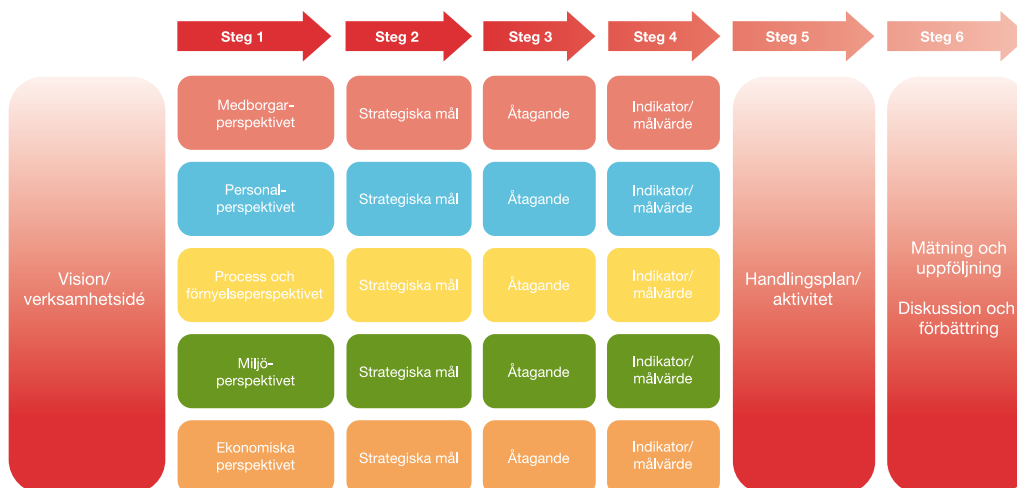 Steg 1
Steg 2
Steg 3
Steg 4
Steg 5
Steg 6
Vision/
verksamhetsidé
Medborgar-
perspektivet
Strategiska mål
Åtagande
Indikator/
målvärde
Personal-
perspektivet
Strategiska mål
Åtagande
Indikator/
målvärde
Process och
förnyelseperspektivet
Strategiska mål
Åtagande
Indikator/
målvärde
Miljö-
perspektivet
Strategiska mål
Åtagande
Indikator/
målvärde
Ekonomiska
perspektivet
Strategiska mål
Åtagande
Indikator/
målvärde
Handlingsplan/
aktivitet
Mätning och
uppföljning
Diskussion och
förbättring